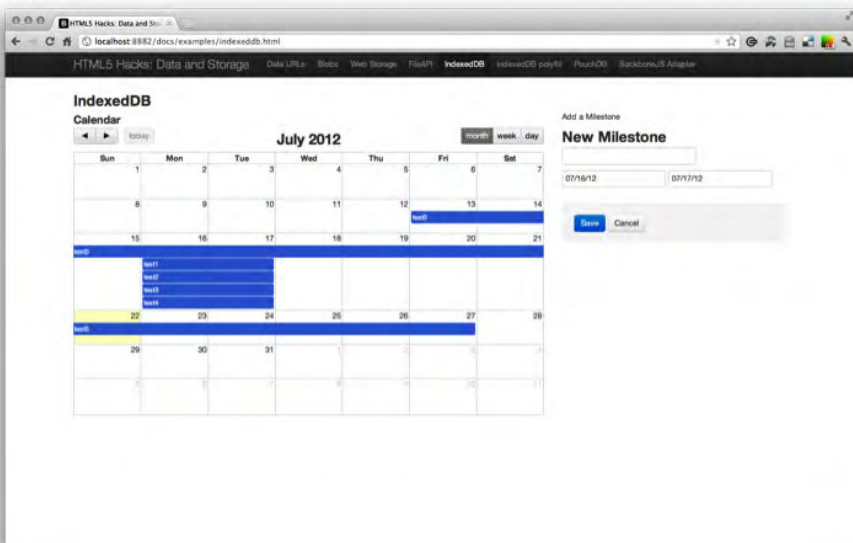 HTML5 Hacks: Data and Sto
localhost:8882/docs/examples/indexeddb.html
HTML5 Hacks: Data and Storage Data URLs Blobs Web Storage FileAPI IndexedDB IndexedDB polyfill PouchDB BackboneJS Adapter
IndexedDB
Calendar
today July 2012 month week day
Sun Mon Tue Wed Thu Fri Sat
1 2 3 4 5 6 7
8 9 10 11 12 13 14
15 16 17 18 19 20 21
test1
test2
test3
test4
22 23 24 25 26 27 28
29 30 31 1 2 3 4
5 6 7 8 9 10 11
Add a Milestone
New Milestone
07/16/12 07/17/12
Save Cancel